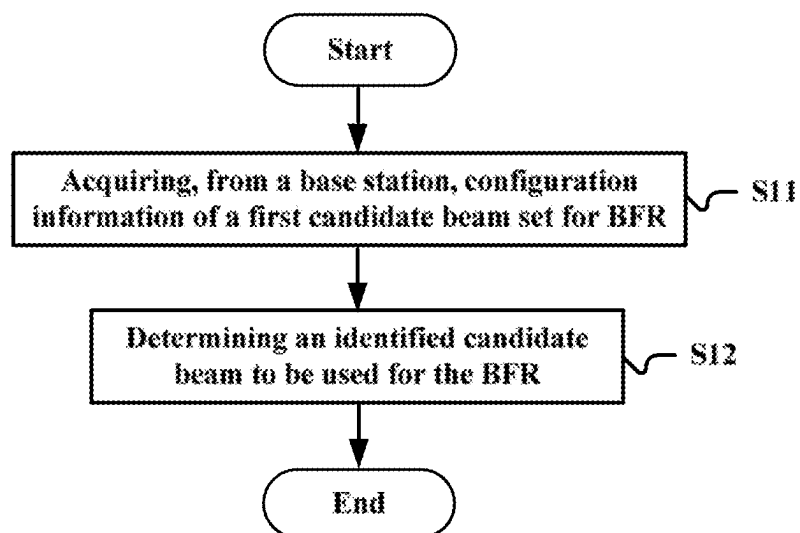 Start
Acquiring, from a base station, configuration
information of a first candidate beam set for BFR
S11
Determining an identified candidate
beam to be used for the BFR
S12
End